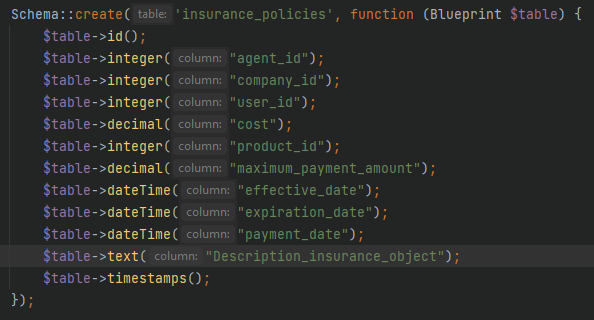 Schema::create( table: 'insurance_policies', function (Blueprint $table) {
$table->id();
$table->integer( column: "agent_id");
$table->integer( column: "company_id");
$table->integer( column: "user_id");
$table->decimal( column: "cost");
$table->integer( column: "product_id");
$table->decimal( column: "maximum_payment_amount");
$table->dateTime( column: "effective_date");
$table->dateTime( column: "expiration_date");
$table->dateTime( column: "payment_date");
$table->text( column: "Description_insurance_object");
$table->timestamps();
});